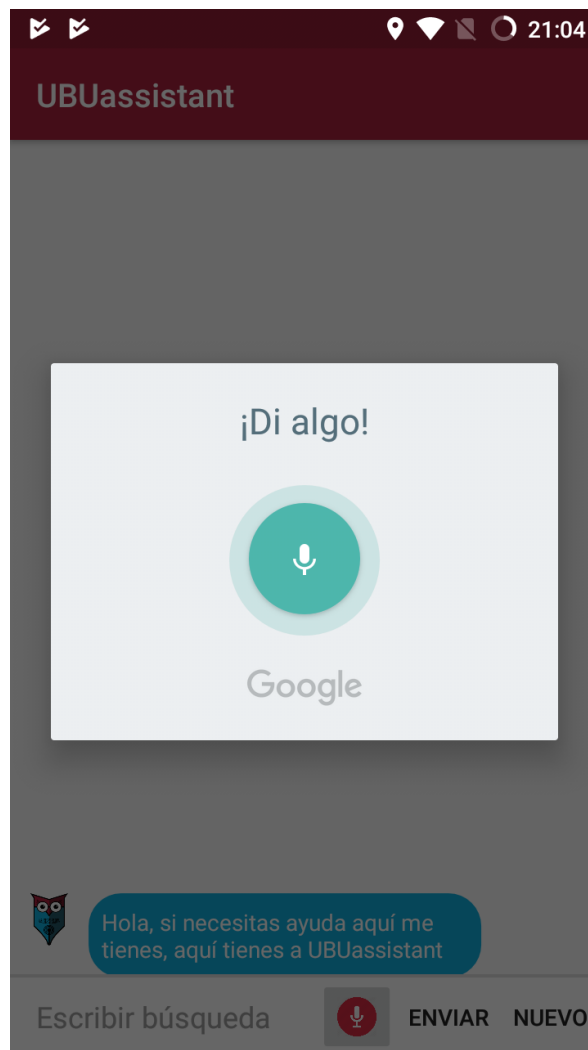 21:04
UBUassistant
¡Di algo!
Google
Hola, si necesitas ayuda aquí me
tienes, aquí tienes a UBUassistant
Escribir búsqueda
ENVIAR
NUEVO